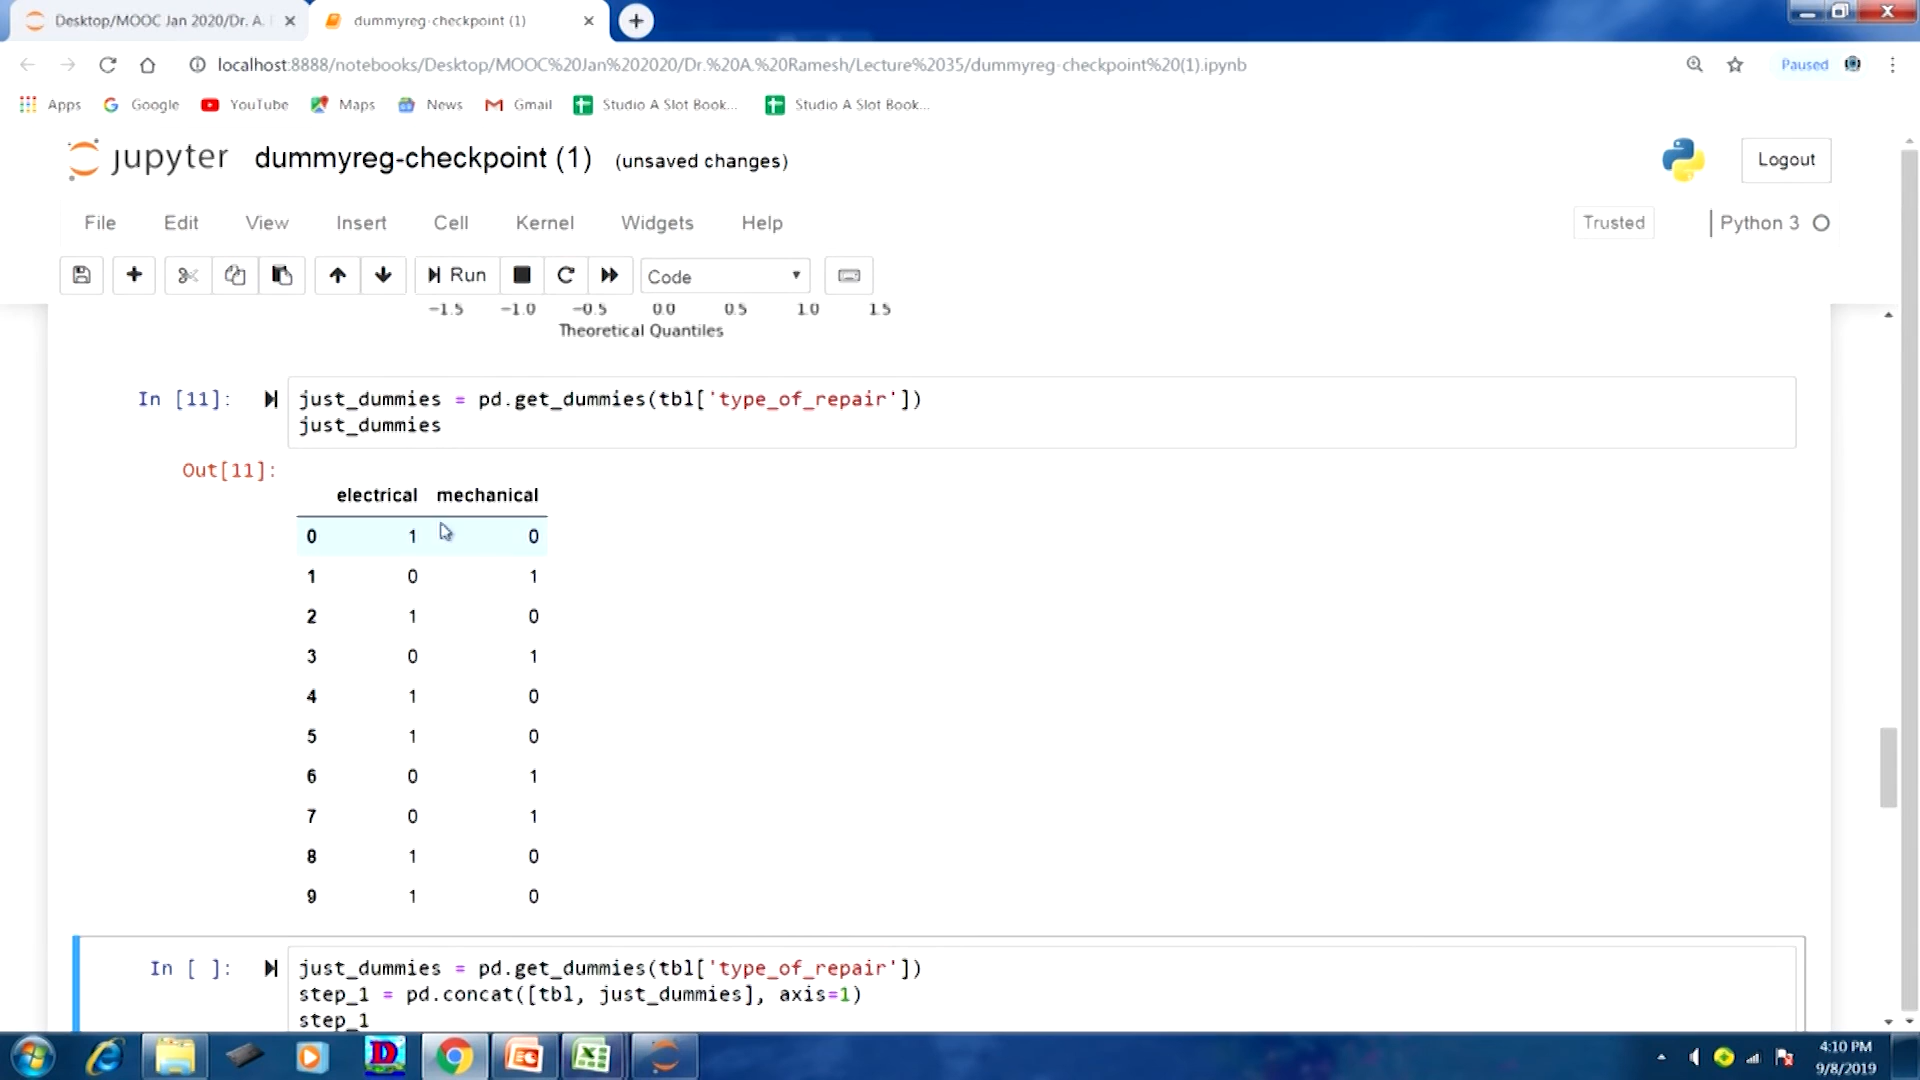 Desktop/MOOC Jan 2020/Dr. A.
dummyreg-checkpoint (1)
localhost:8888/notebooks/Desktop/MOOC%20Jan%202020/Dr.%20A.%20Ramesh/Lecture%2035/dummyreg-checkpoint%20(1).ipynb
Paused
Apps Google YouTube Maps News Gmail Studio A Slot Book... Studio A Slot Book...
jupyter dummyreg-checkpoint (1) (unsaved changes)
Logout
File Edit View Insert Cell Kernel Widgets Help
Trusted
Python 3
Run
Code
−1.5 −1.0 −0.5 0.0 0.5 1.0 1.5
Theoretical Quantiles
In [11]: just_dummies = pd.get_dummies(tbl['type_of_repair'])
just_dummies
Out[11]:
electrical mechanical
0 1 0
1 0 1
2 1 0
3 0 1
4 1 0
5 1 0
6 0 1
7 0 1
8 1 0
9 1 0
In [ ]: just_dummies = pd.get_dummies(tbl['type_of_repair'])
step_1 = pd.concat([tbl, just_dummies], axis=1)
step_1
4:10 PM
9/8/2019